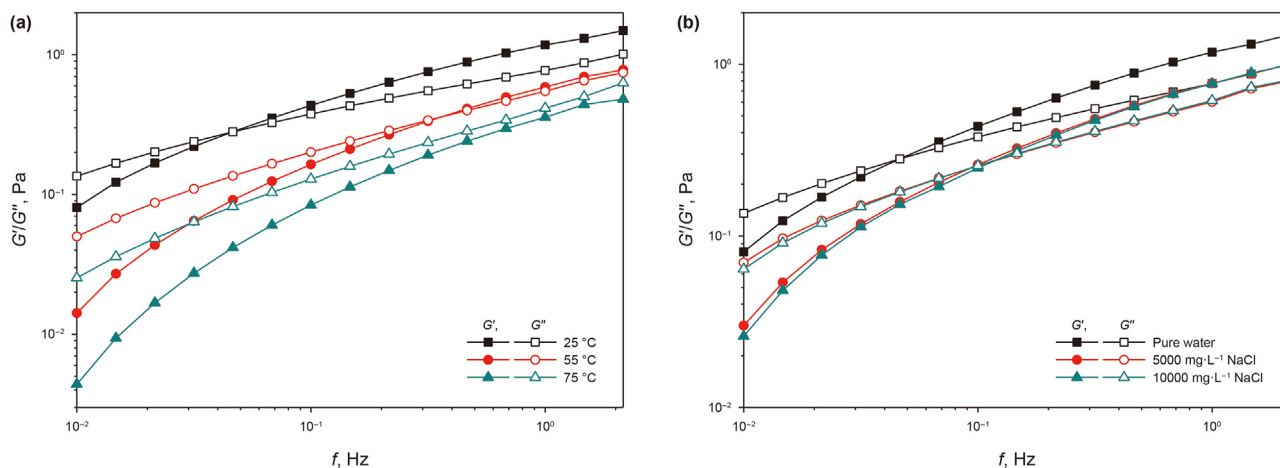 (a)
10⁰
10⁻¹
10⁻²
G′/G″, Pa
10⁻² 10⁻¹ 10⁰
f, Hz
G′, G″
25 °C
55 °C
75 °C
(b)
10⁰
10⁻¹
10⁻²
G′/G″, Pa
10⁻² 10⁻¹ 10⁰
f, Hz
G′, G″
Pure water
5000 mg·L⁻¹ NaCl
10000 mg·L⁻¹ NaCl